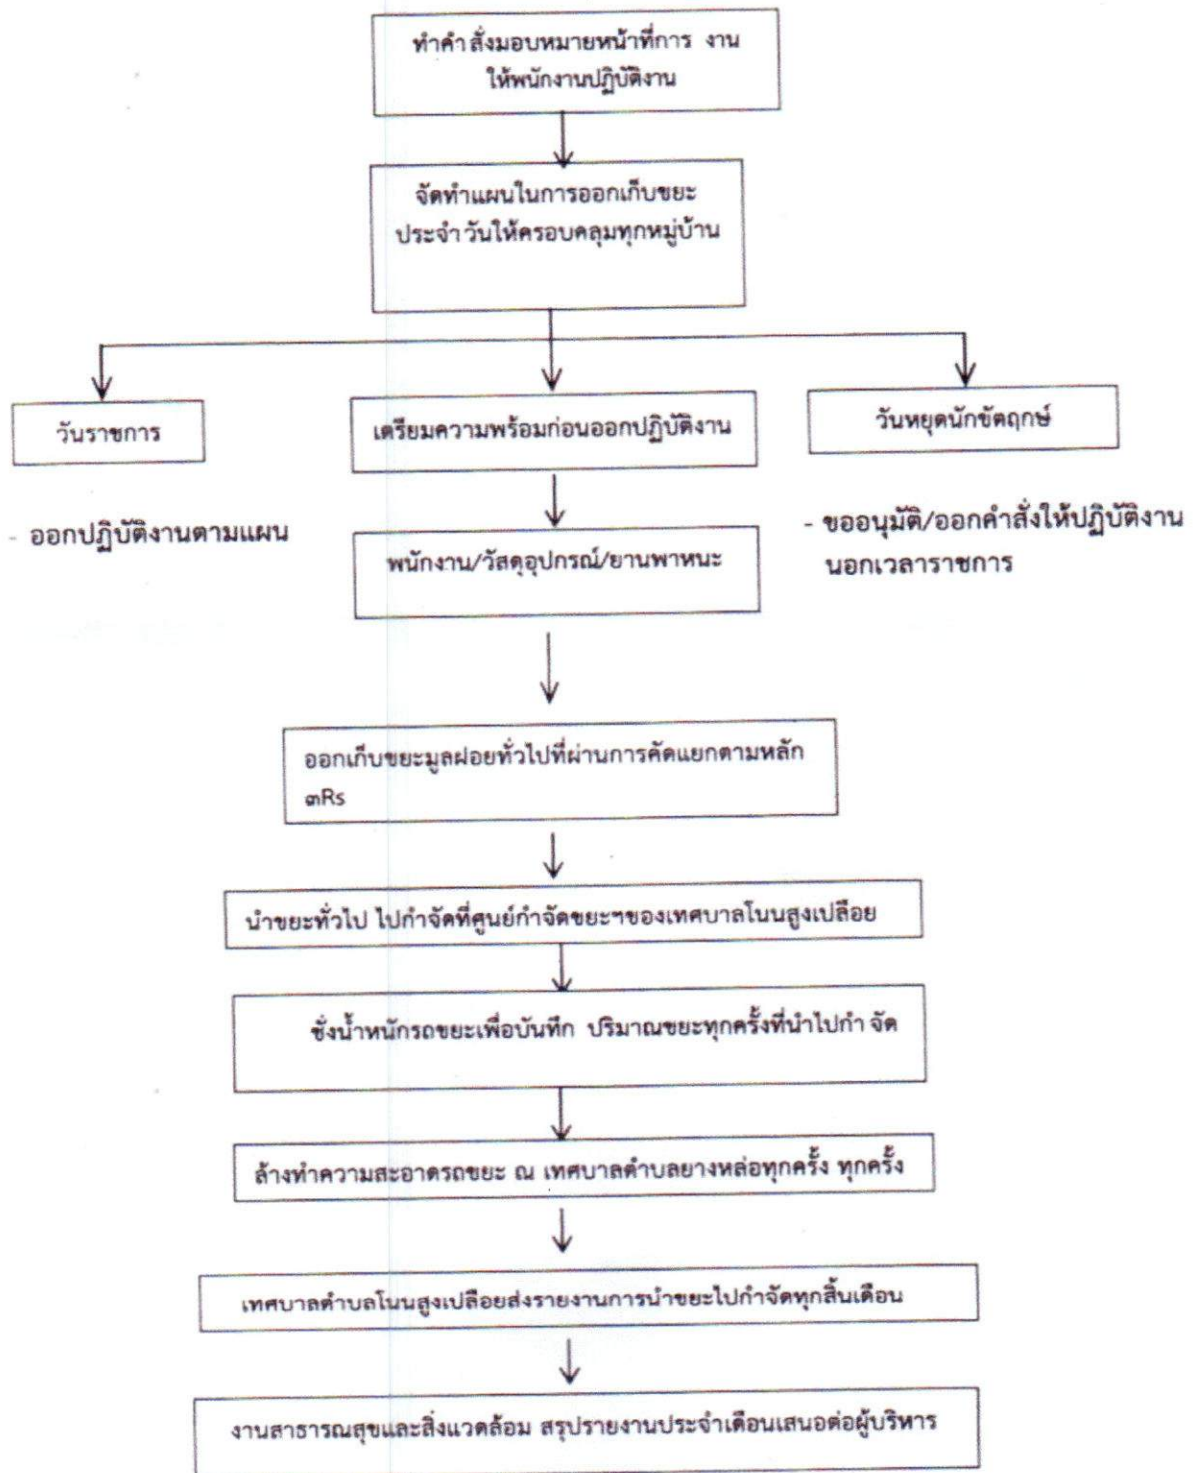 ทำคำ สั่งมอบหมายหน้าที่การ งาน
ให้พนักงานปฏิบัติงาน
จัดทำแผนในการออกเก็บขยะ
ประจำ วันให้ครอบคลุมทุกหมู่บ้าน
วันราชการ
เตรียมความพร้อมก่อนออกปฏิบัติงาน
วันหยุดนักขัตฤกษ์
- ออกปฏิบัติงานตามแผน
- ขออนุมัติ/ออกคำสั่งให้ปฏิบัติงาน
นอกเวลาราชการ
พนักงาน/วัสดุอุปกรณ์/ยานพาหนะ
ออกเก็บขยะมูลฝอยทั่วไปที่ผ่านการคัดแยกตามหลัก
๓Rs
นำขยะทั่วไป ไปกำจัดที่ศูนย์กำจัดขยะฯของเทศบาลโนนสูงเปลือย
ชั่งน้ำหนักรถขยะเพื่อบันทึก ปริมาณขยะทุกครั้งที่นำไปกำ จัด
ล้างทำความสะอาดรถขยะ ณ เทศบาลตำบลยางหล่อทุกครั้ง ทุกครั้ง
เทศบาลตำบลโนนสูงเปลือยส่งรายงานการนำขยะไปกำจัดทุกสิ้นเดือน
งานสาธารณสุขและสิ่งแวดล้อม สรุปรายงานประจำเดือนเสนอต่อผู้บริหาร